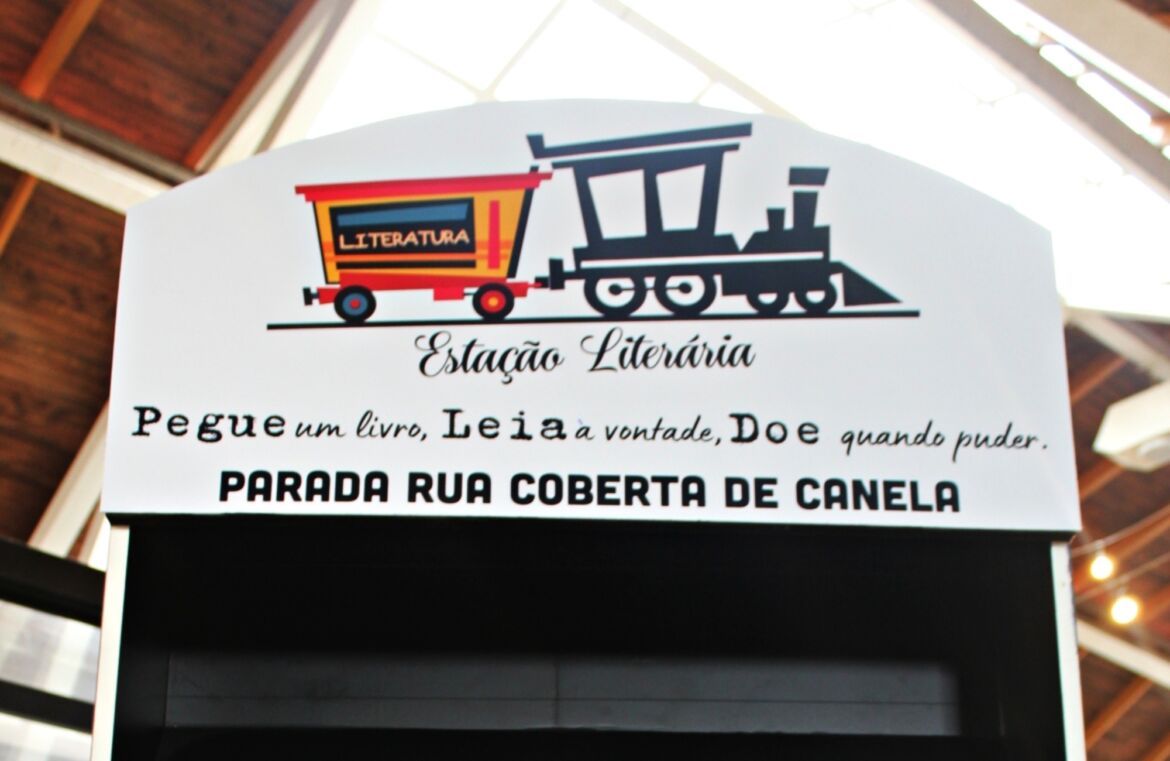 LITERATURA
Estação Literária
Pegue um livro, Leia à vontade, Doe quando puder.
PARADA RUA COBERTA DE CANELA